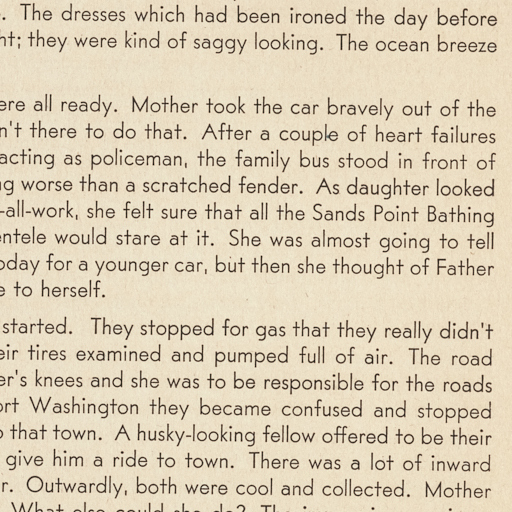 . The dresses which had been ironed the day before
ht; they were kind of saggy looking. The ocean breeze
ere all ready. Mother took the car bravely out of the
n't there to do that. After a couple of heart failures
acting as policeman, the family bus stood in front of
g worse than a scratched fender. As daughter looked
-all-work, she felt sure that all the Sands Point Bathing
entele would stare at it. She was almost going to tell
oday for a younger car, but then she thought of Father
e to herself.
started. They stopped for gas that they really didn't
eir tires examined and pumped full of air. The road
er's knees and she was to be responsible for the roads
ort Washington they became confused and stopped
o that town. A husky-looking fellow offered to be their
give him a ride to town. There was a lot of inward
r. Outwardly, both were cool and collected. Mother
What else could she do? The